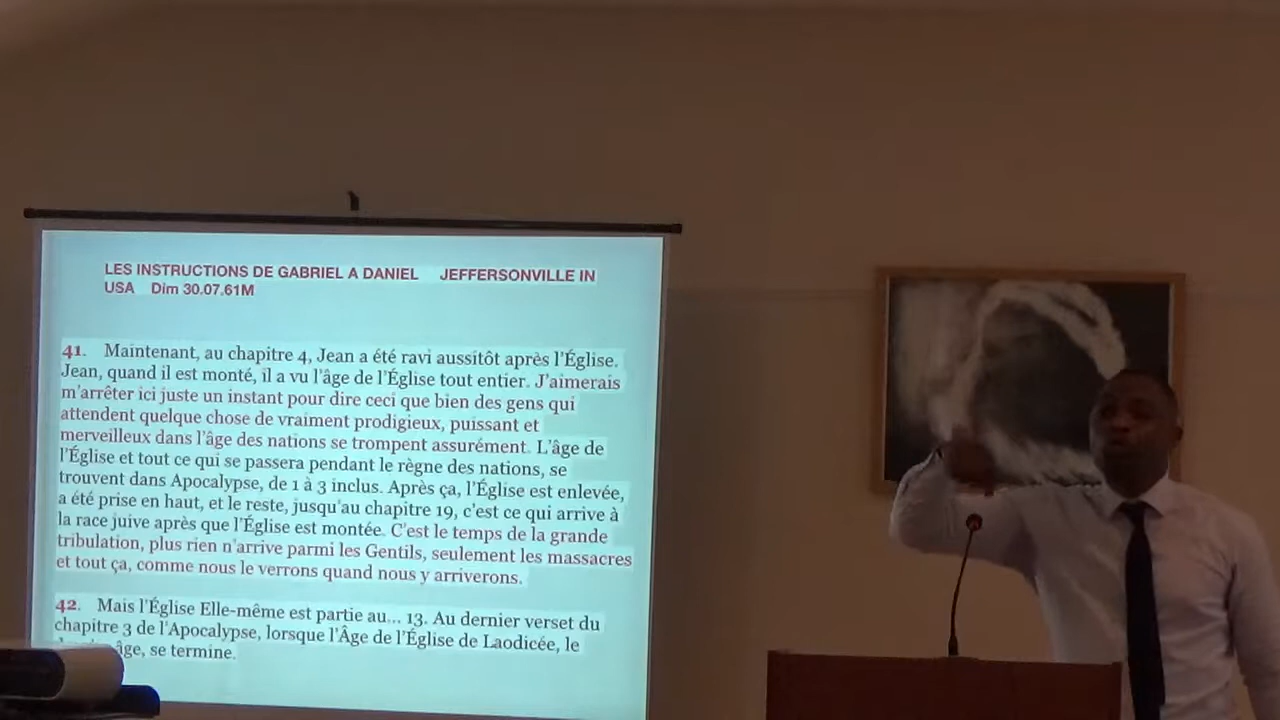 LES INSTRUCTIONS DE GABRIEL A DANIEL JEFFERSONVILLE IN
USA Dim 30.07.61M
41. Maintenant, au chapitre 4, Jean a été ravi aussitôt après l'Église.
Jean, quand il est monté, il a vu l'âge de l'Église tout entier. J'aimerais
m'arrêter ici juste un instant pour dire ceci que bien des gens qui
attendent quelque chose de vraiment prodigieux, puissant et
merveilleux dans l'âge des nations se trompent assurément. L'âge de
l'Église et tout ce qui se passera pendant le règne des nations, se
trouvent dans Apocalypse, de 1 à 3 inclus. Après ça, l'Église est enlevée,
a été prise en haut, et le reste, jusqu'au chapitre 19, c'est ce qui arrive à
la race juive après que l'Église est montée. C'est le temps de la grande
tribulation, plus rien n'arrive parmi les Gentils, seulement les massacres
et tout ça, comme nous le verrons quand nous y arriverons.
42. Mais l'Église Elle-même est partie au... 13. Au dernier verset du
chapitre 3 de l'Apocalypse, lorsque l'Âge de l'Église de Laodicée, le
âge, se termine.